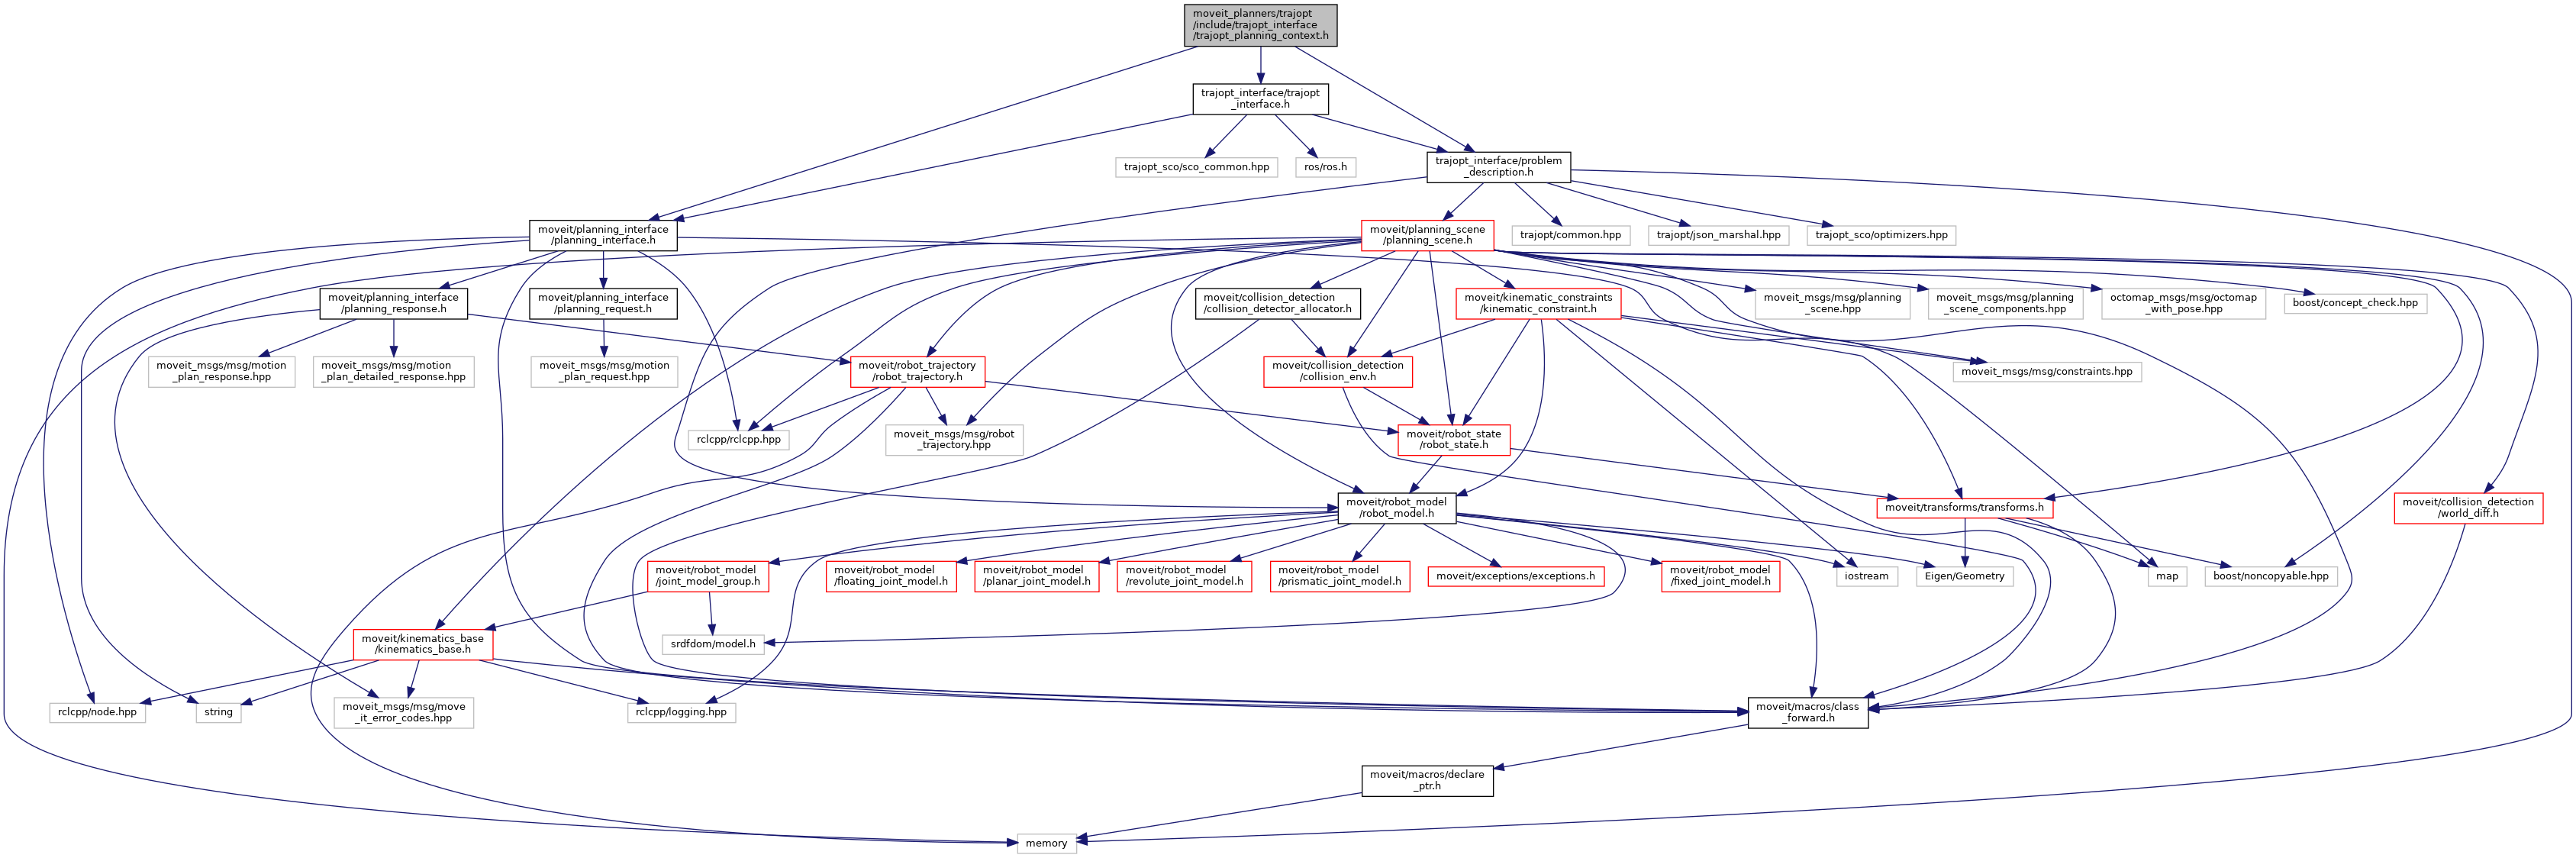 moveit_planners/trajopt
/include/trajopt_interface
/trajopt_planning_context.h
trajopt_interface/trajopt
_interface.h
trajopt_sco/sco_common.hpp
ros/ros.h
trajopt_interface/problem
_description.h
moveit/planning_interface
/planning_interface.h
moveit/planning_scene
/planning_scene.h
trajopt/common.hpp
trajopt/json_marshal.hpp
trajopt_sco/optimizers.hpp
moveit/planning_interface
/planning_response.h
moveit/planning_interface
/planning_request.h
moveit/collision_detection
/collision_detector_allocator.h
moveit/kinematic_constraints
/kinematic_constraint.h
moveit_msgs/msg/planning
_scene.hpp
moveit_msgs/msg/planning
_scene_components.hpp
octomap_msgs/msg/octomap
_with_pose.hpp
boost/concept_check.hpp
moveit_msgs/msg/motion
_plan_response.hpp
moveit_msgs/msg/motion
_plan_detailed_response.hpp
moveit_msgs/msg/motion
_plan_request.hpp
moveit/robot_trajectory
/robot_trajectory.h
moveit/collision_detection
/collision_env.h
moveit_msgs/msg/constraints.hpp
rclcpp/rclcpp.hpp
moveit_msgs/msg/robot
_trajectory.hpp
moveit/robot_state
/robot_state.h
moveit/robot_model
/robot_model.h
moveit/transforms/transforms.h
moveit/collision_detection
/world_diff.h
moveit/robot_model
/joint_model_group.h
moveit/robot_model
/floating_joint_model.h
moveit/robot_model
/planar_joint_model.h
moveit/robot_model
/revolute_joint_model.h
moveit/robot_model
/prismatic_joint_model.h
moveit/exceptions/exceptions.h
moveit/robot_model
/fixed_joint_model.h
iostream
Eigen/Geometry
map
boost/noncopyable.hpp
moveit/kinematics_base
/kinematics_base.h
srdfdom/model.h
rclcpp/node.hpp
string
moveit_msgs/msg/move
_it_error_codes.hpp
rclcpp/logging.hpp
moveit/macros/class
_forward.h
moveit/macros/declare
_ptr.h
memory